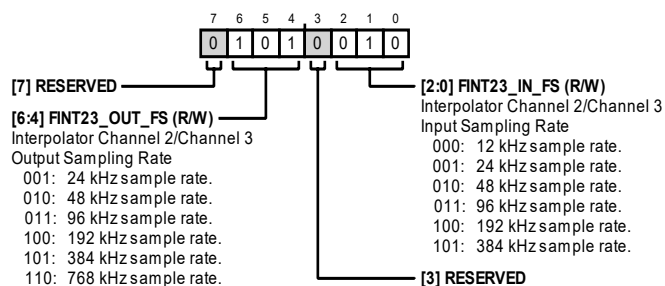 7 6 5 4 3 2 1 0
0 1 0 1 0 0 1 0
[7] RESERVED
[6:4] FINT23_OUT_FS (R/W)
Interpolator Channel 2/Channel 3
Output Sampling Rate
001: 24 kHz sample rate.
010: 48 kHz sample rate.
011: 96 kHz sample rate.
100: 192 kHz sample rate.
101: 384 kHz sample rate.
110: 768 kHz sample rate.
[2:0] FINT23_IN_FS (R/W)
Interpolator Channel 2/Channel 3
Input Sampling Rate
000: 12 kHz sample rate.
001: 24 kHz sample rate.
010: 48 kHz sample rate.
011: 96 kHz sample rate.
100: 192 kHz sample rate.
101: 384 kHz sample rate.
[3] RESERVED